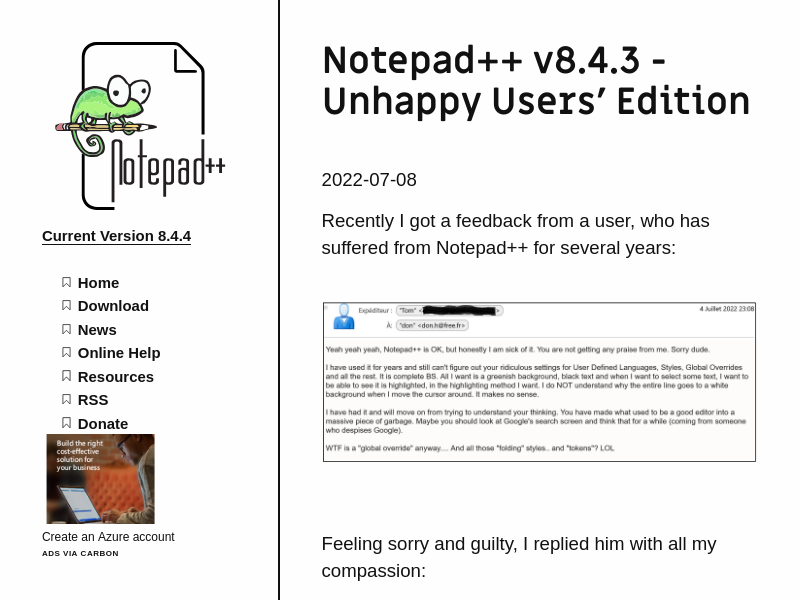 Notepad++
Current Version 8.4.4
Home
Download
News
Online Help
Resources
RSS
Donate
Build the right
cost-effective
solution for
your business
Create an Azure account
ADS VIA CARBON
Notepad++ v8.4.3 -
Unhappy Users’ Edition
2022-07-08
Recently I got a feedback from a user, who has
suffered from Notepad++ for several years:
Expéditeur : "Tom" < >
4 Juillet 2022 23:08
À: "don" <don.h@free.fr>
Yeah yeah yeah, Notepad++ is OK, but honestly I am sick of it. You are not getting any praise from me. Sorry dude.
I have used it for years and still can't figure out your ridiculous settings for User Defined Languages, Styles, Global Overrides
and all the rest. It is complete BS. All I want is a greenish background, black text and when I want to select some text, I want to
be able to see it is highlighted, in the highlighting method I want. I do NOT understand why the entire line goes to a white
background when I move the cursor around. It makes no sense.
I have had it and will move on from trying to understand your thinking. You have made what used to be a good editor into a
massive piece of garbage. Maybe you should look at Google's search screen and think that for a while (coming from someone
who despises Google).
WTF is a "global override" anyway.... And all those "folding" styles.. and "tokens"? LOL
Feeling sorry and guilty, I replied him with all my
compassion: